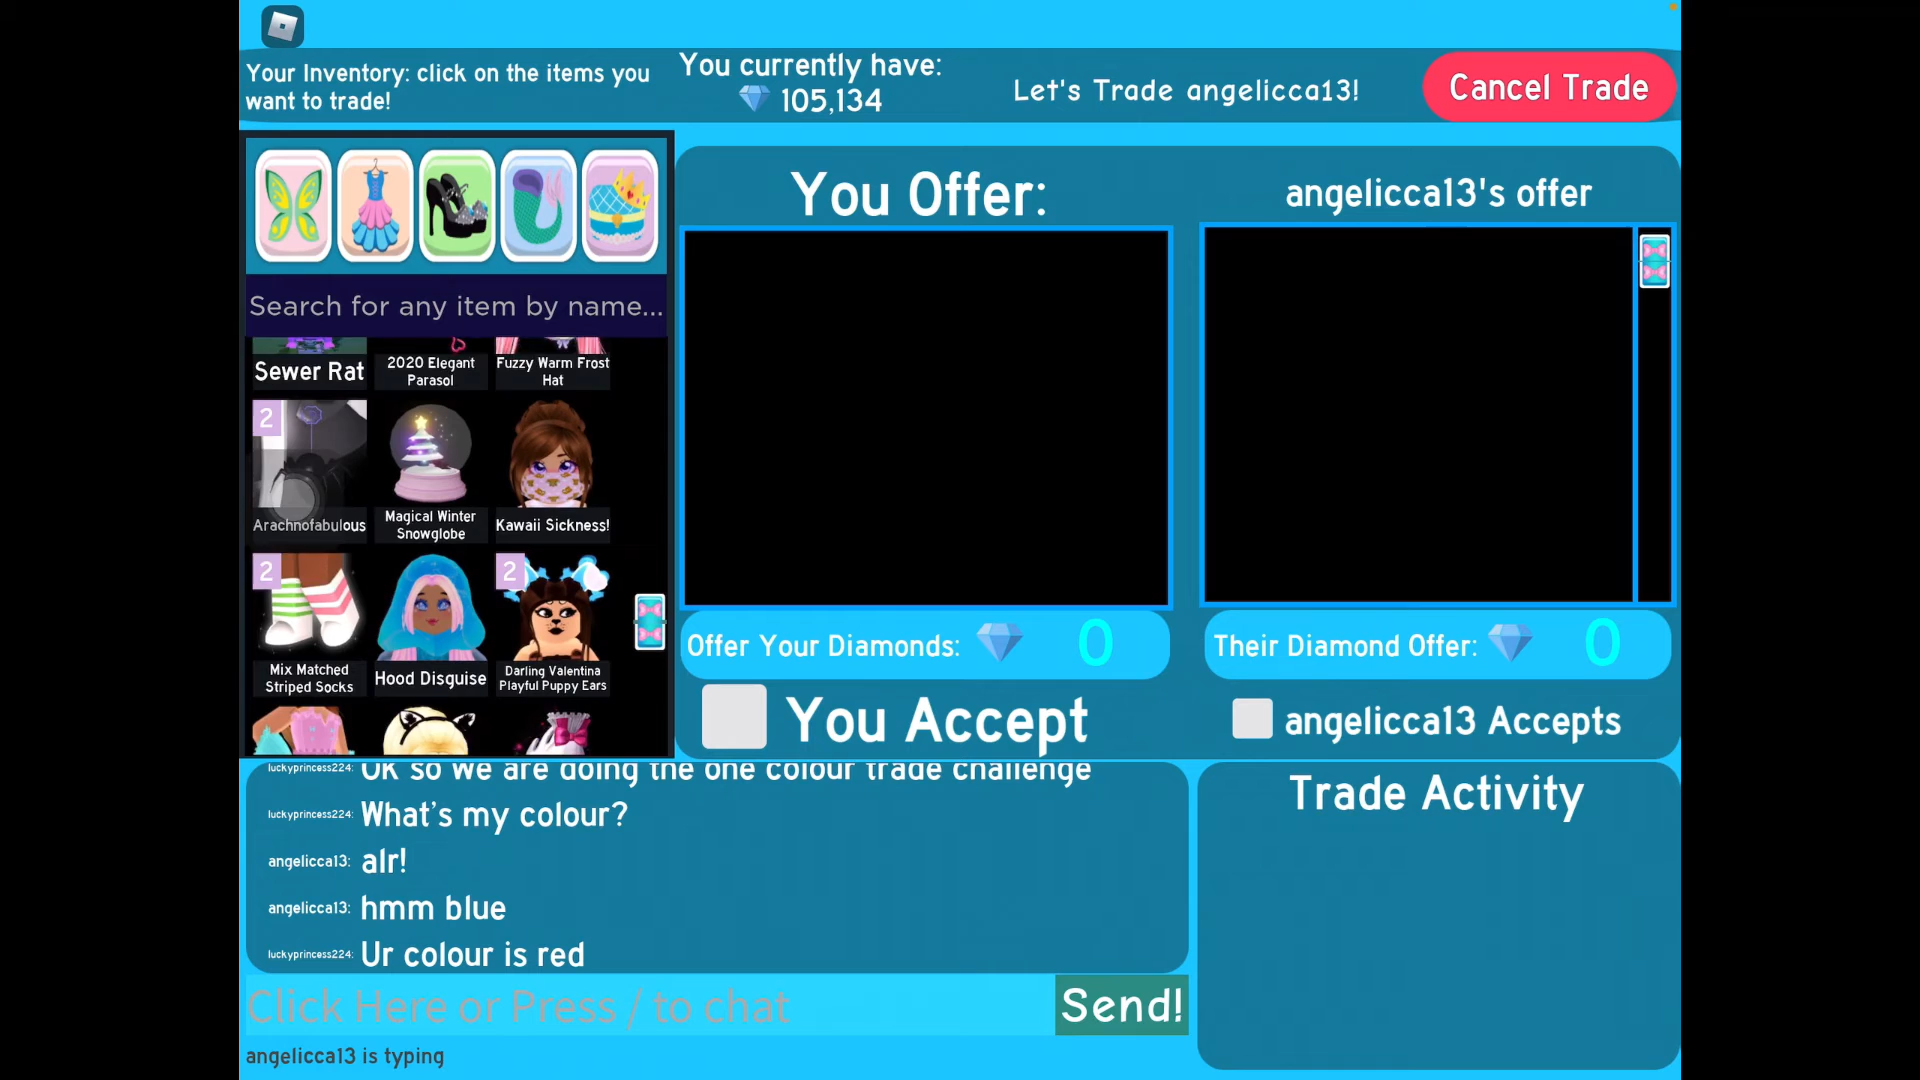 Your Inventory: click on the items you
want to trade!
You currently have:
105,134
Let's Trade angelicca13!
Cancel Trade
You Offer:
angelicca13's offer
Search for any item by name...
Sewer Rat
2020 Elegant
Parasol
Fuzzy Warm Frost
Hat
2
Arachnofabulous
Magical Winter
Snowglobe
Kawaii Sickness!
2
Mix Matched
Striped Socks
Hood Disguise
2
Darling Valentina
Playful Puppy Ears
Offer Your Diamonds: 0
Their Diamond Offer: 0
You Accept
angelicca13 Accepts
luckyprincess224: OK so we are doing the one colour trade challenge
luckyprincess224: What's my colour?
angelicca13: alr!
angelicca13: hmm blue
luckyprincess224: Ur colour is red
Click Here or Press / to chat
Send!
angelicca13 is typing
Trade Activity